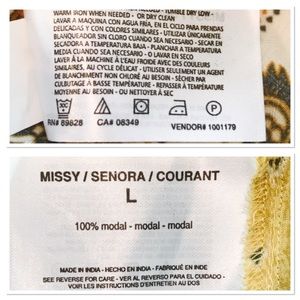 WARM IRON WHEN NEEDED - OR DRY CLEAN
LAVAR A MAQUINA CON AGUA FRIA, EN EL CICLO PARA PRENDAS
DELICADAS Y CON COLORES SIMILARES - UTILIZAR ÚNICAMENTE
BLANQUEADOR SIN CLORO CUANDO SEA NECESARIO - SECAR EN
SECADORA A TEMPERATURA BAJA - PLANCHAR A TEMPERATURA
BAJA CUANDO SEA NECESARIO - O LAVAR EN SECO
LAVER À LA MACHINE À L'EAU FROIDE AVEC DES COULEURS
SIMILAIRES, AU CYCLE DÉLICAT - UTILISER SEULEMENT UN AGENT
DE BLANCHIMENT NON CHLORÉ AU BESOIN - SÉCHER PAR
CULBUTAGE À BASSE TEMPÉRATURE - REPASSER À TEMPÉRATURE
MOYENNE AU BESOIN - OU NETTOYER À SEC
RN# 89828 CA# 08349 VENDOR# 1001179
MISSY / SENORA / COURANT
L
100% modal - modal - modal
MADE IN INDIA - HECHO EN INDIA - FABRIQUÉ EN INDE
SEE REVERSE FOR CARE - VER AL REVERSO PARA EL CUIDADO -
VOIR LES INSTRUCTIONS D'ENTRETIEN AU DOS